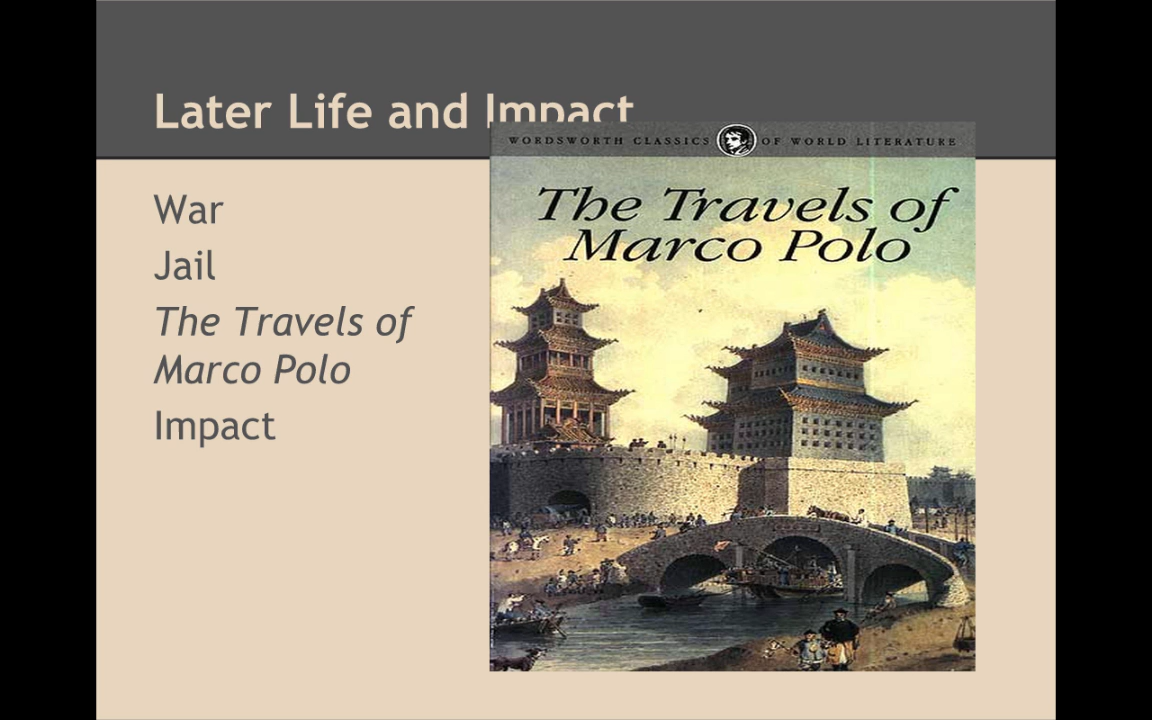 Later Life and Impact
WORDSWORTH CLASSICS OF WORLD LITERATURE
The Travels of
Marco Polo
War
Jail
The Travels of
Marco Polo
Impact